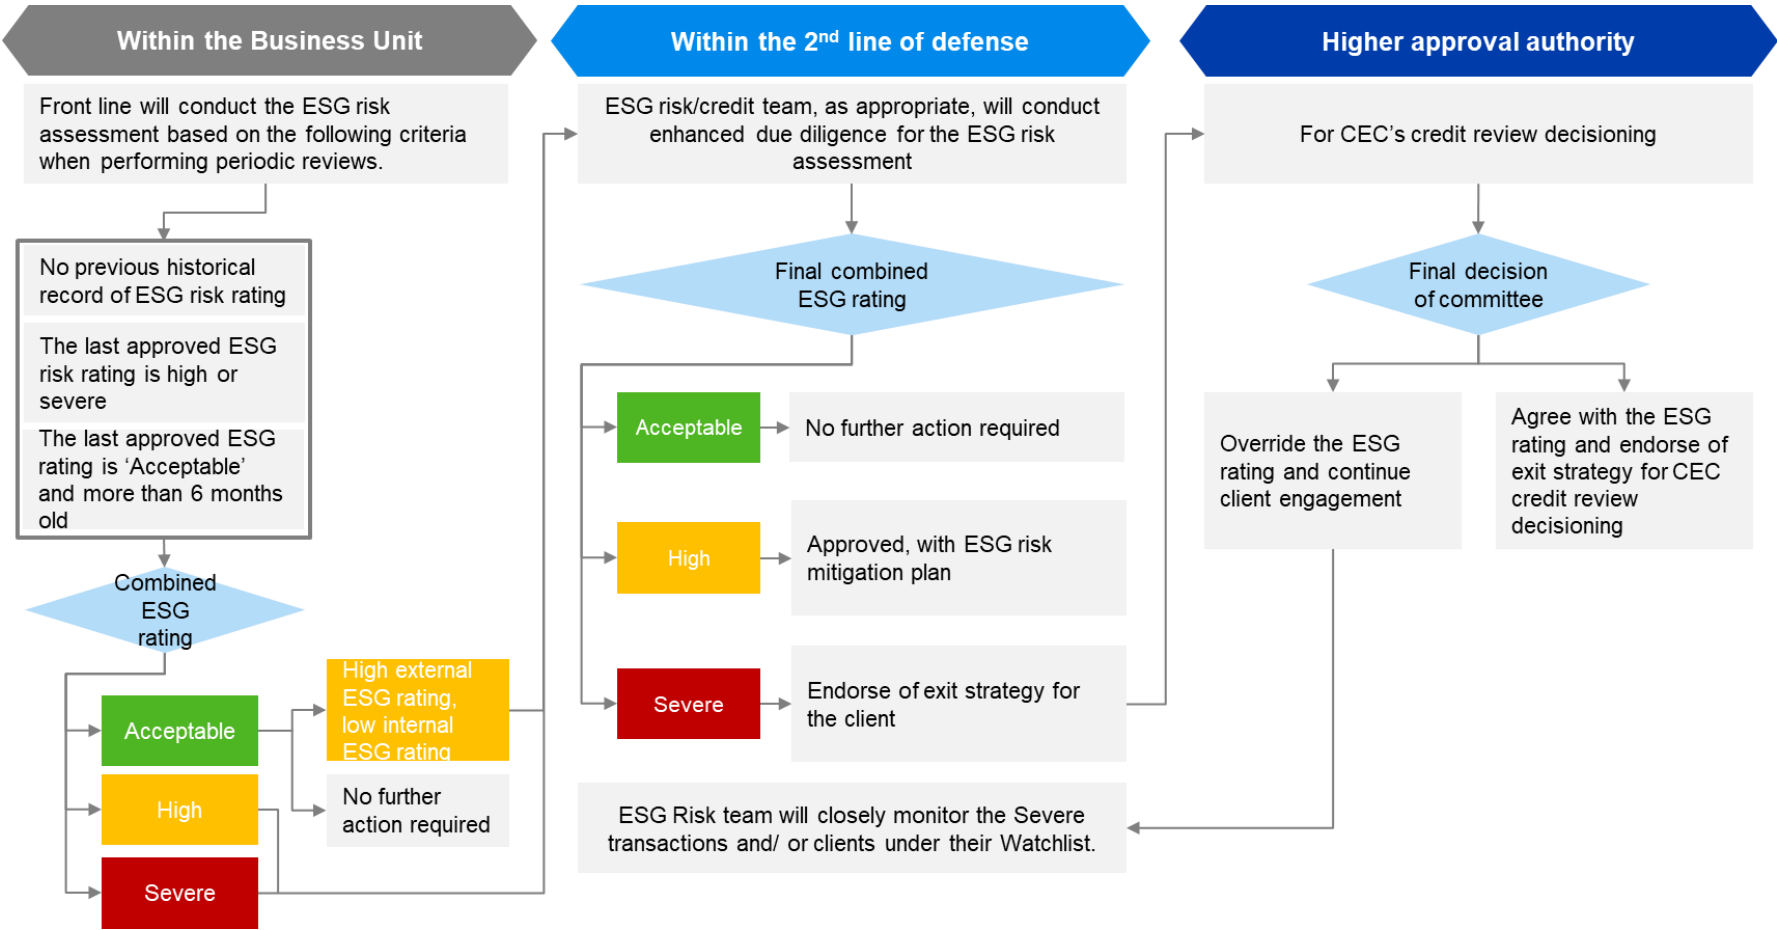 Within the Business Unit
Front line will conduct the ESG risk
assessment based on the following criteria
when performing periodic reviews.
No previous historical
record of ESG risk rating
The last approved ESG
risk rating is high or
severe
The last approved ESG
rating is ‘Acceptable’
and more than 6 months
old
Combined
ESG
rating
Acceptable
High
Severe
High external
ESG rating,
low internal
ESG rating
No further
action required
Within the 2nd line of defense
ESG risk/credit team, as appropriate, will conduct
enhanced due diligence for the ESG risk
assessment
Final combined
ESG rating
Acceptable
No further action required
High
Approved, with ESG risk
mitigation plan
Severe
Endorse of exit strategy for
the client
ESG Risk team will closely monitor the Severe
transactions and/ or clients under their Watchlist.
Higher approval authority
For CEC’s credit review decisioning
Final decision
of committee
Override the ESG
rating and continue
client engagement
Agree with the ESG
rating and endorse of
exit strategy for CEC
credit review
decisioning